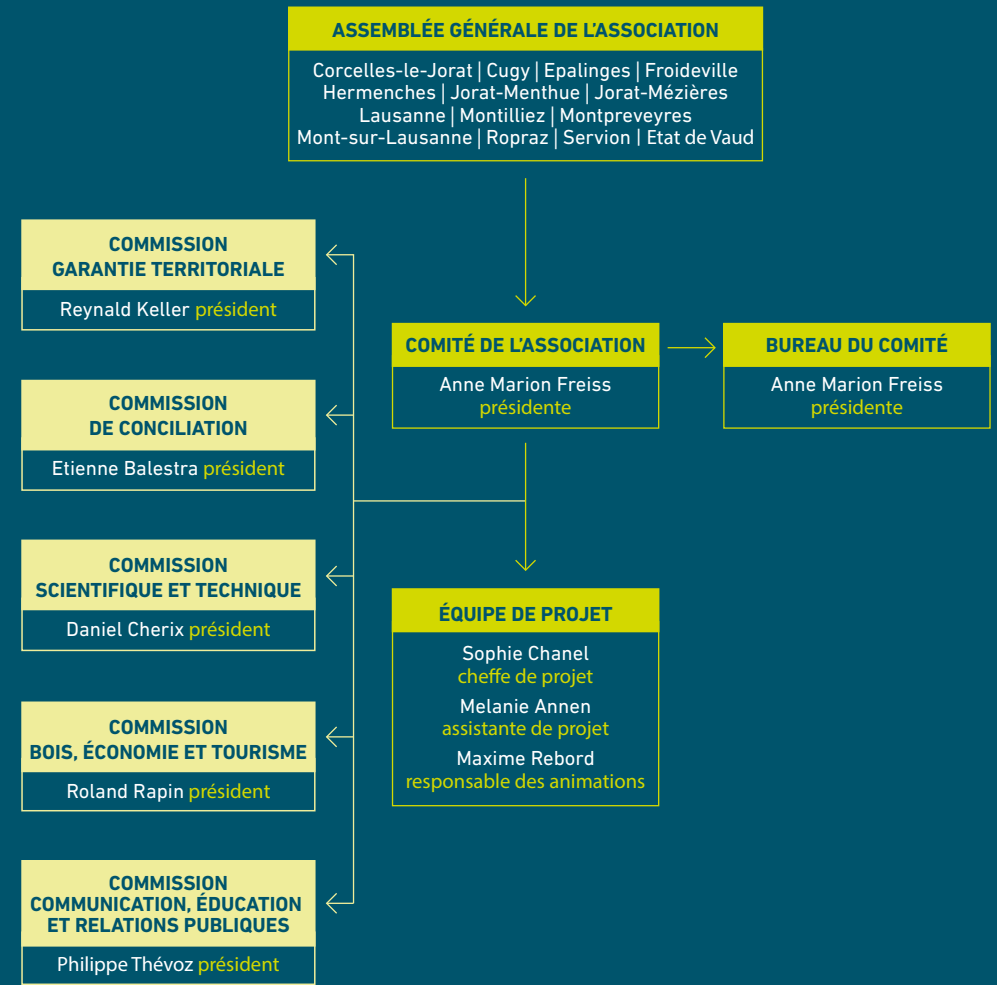 ASSEMBLÉE GÉNÉRALE DE L'ASSOCIATION
Corcelles-le-Jorat | Cugy | Epalinges | Froideville
Hermenches | Jorat-Menthue | Jorat-Mézières
Lausanne | Montilliez | Montpreveyres
Mont-sur-Lausanne | Ropraz | Servion | Etat de Vaud
COMMISSION
GARANTIE TERRITORIALE
Reynald Keller président
COMMISSION
DE CONCILIATION
Etienne Balestra président
COMMISSION
SCIENTIFIQUE ET TECHNIQUE
Daniel Cherix président
COMMISSION
BOIS, ÉCONOMIE ET TOURISME
Roland Rapin président
COMMISSION
COMMUNICATION, ÉDUCATION
ET RELATIONS PUBLIQUES
Philippe Thévoz président
COMITÉ DE L'ASSOCIATION
Anne Marion Freiss
présidente
BUREAU DU COMITÉ
Anne Marion Freiss
présidente
ÉQUIPE DE PROJET
Sophie Chanel
cheffe de projet
Melanie Annen
assistante de projet
Maxime Rebord
responsable des animations